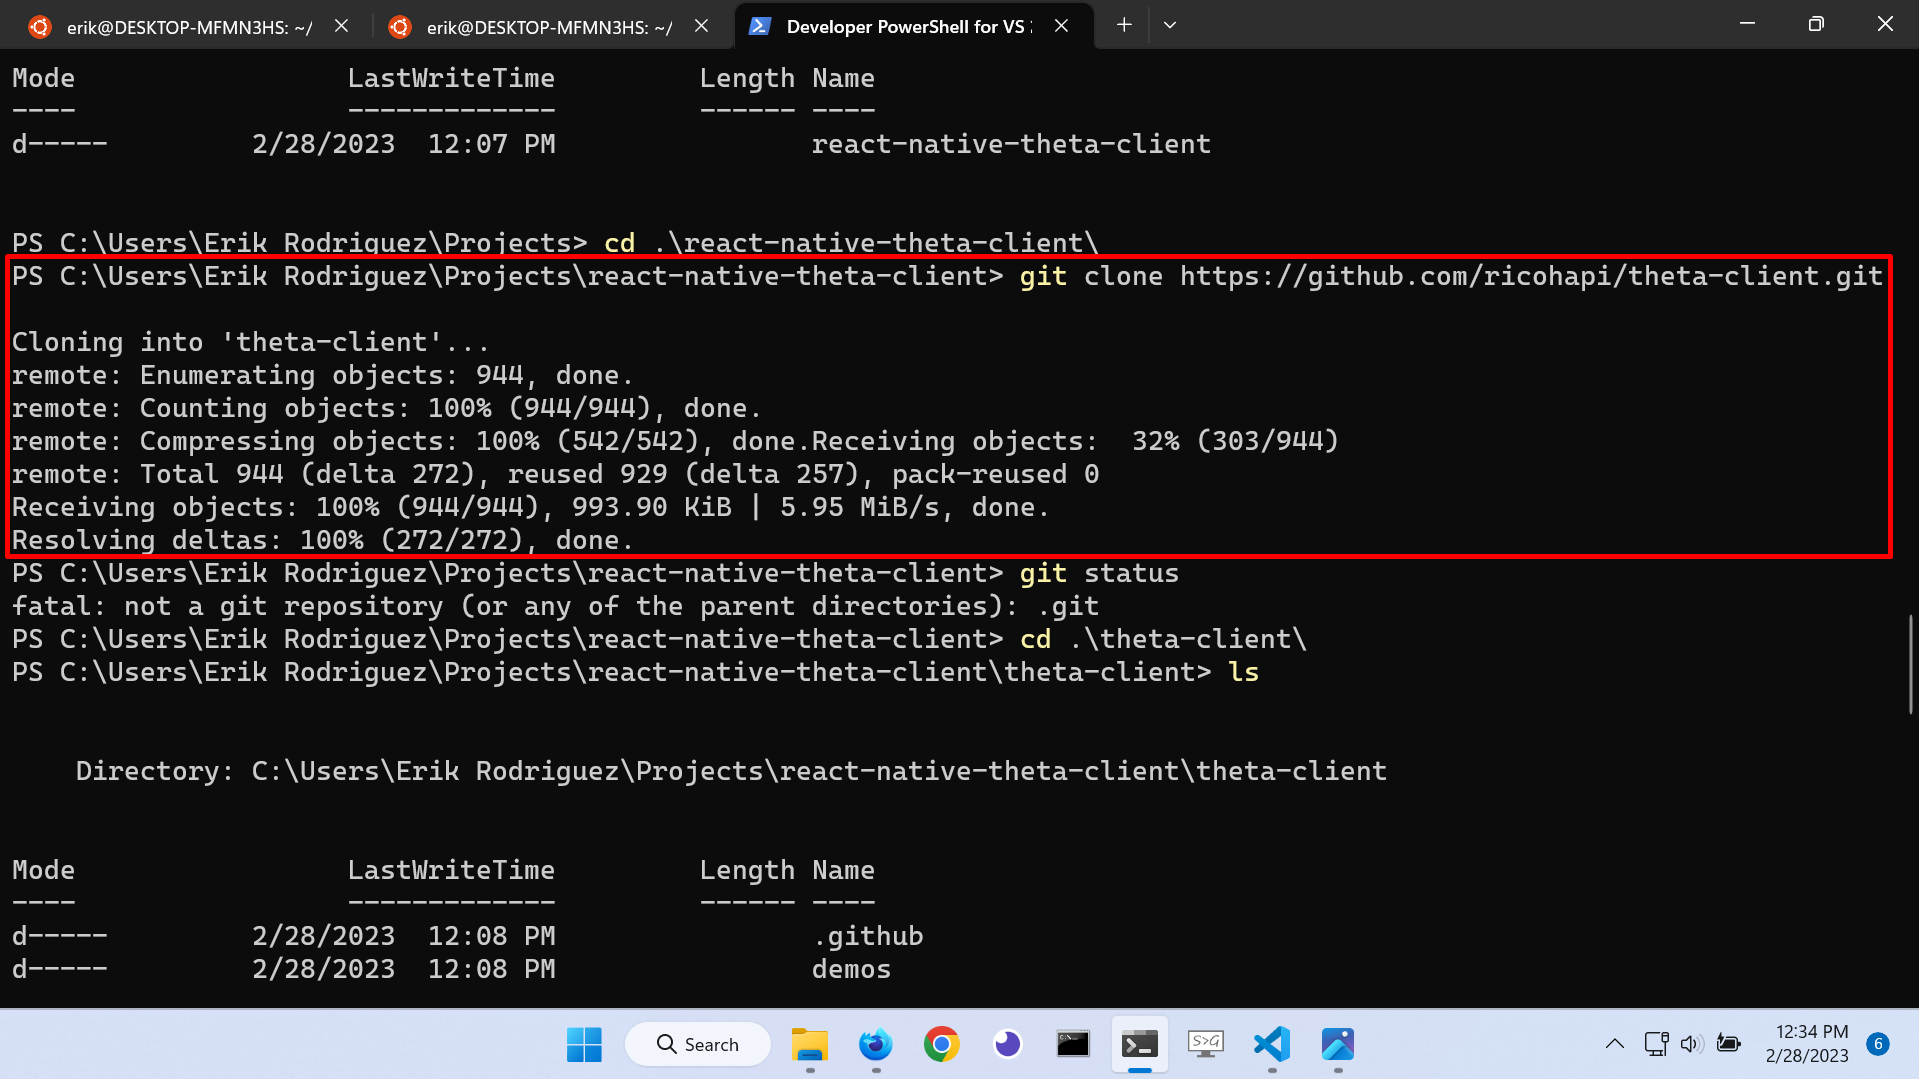 erik@DESKTOP-MFMN3HS: ~/
erik@DESKTOP-MFMN3HS: ~/
Developer PowerShell for VS
Mode                 LastWriteTime         Length Name
----                 -------------         ------ ----
d-----         2/28/2023  12:07 PM                react-native-theta-client
PS C:\Users\Erik Rodriguez\Projects> cd .\react-native-theta-client\
PS C:\Users\Erik Rodriguez\Projects\react-native-theta-client> git clone https://github.com/ricohapi/theta-client.git
Cloning into 'theta-client'...
remote: Enumerating objects: 944, done.
remote: Counting objects: 100% (944/944), done.
remote: Compressing objects: 100% (542/542), done.Receiving objects:  32% (303/944)
remote: Total 944 (delta 272), reused 929 (delta 257), pack-reused 0
Receiving objects: 100% (944/944), 993.90 KiB | 5.95 MiB/s, done.
Resolving deltas: 100% (272/272), done.
PS C:\Users\Erik Rodriguez\Projects\react-native-theta-client> git status
fatal: not a git repository (or any of the parent directories): .git
PS C:\Users\Erik Rodriguez\Projects\react-native-theta-client> cd .\theta-client\
PS C:\Users\Erik Rodriguez\Projects\react-native-theta-client\theta-client> ls
    Directory: C:\Users\Erik Rodriguez\Projects\react-native-theta-client\theta-client
Mode                 LastWriteTime         Length Name
----                 -------------         ------ ----
d-----         2/28/2023  12:08 PM                .github
d-----         2/28/2023  12:08 PM                demos
Search
S>G
12:34 PM
2/28/2023
6